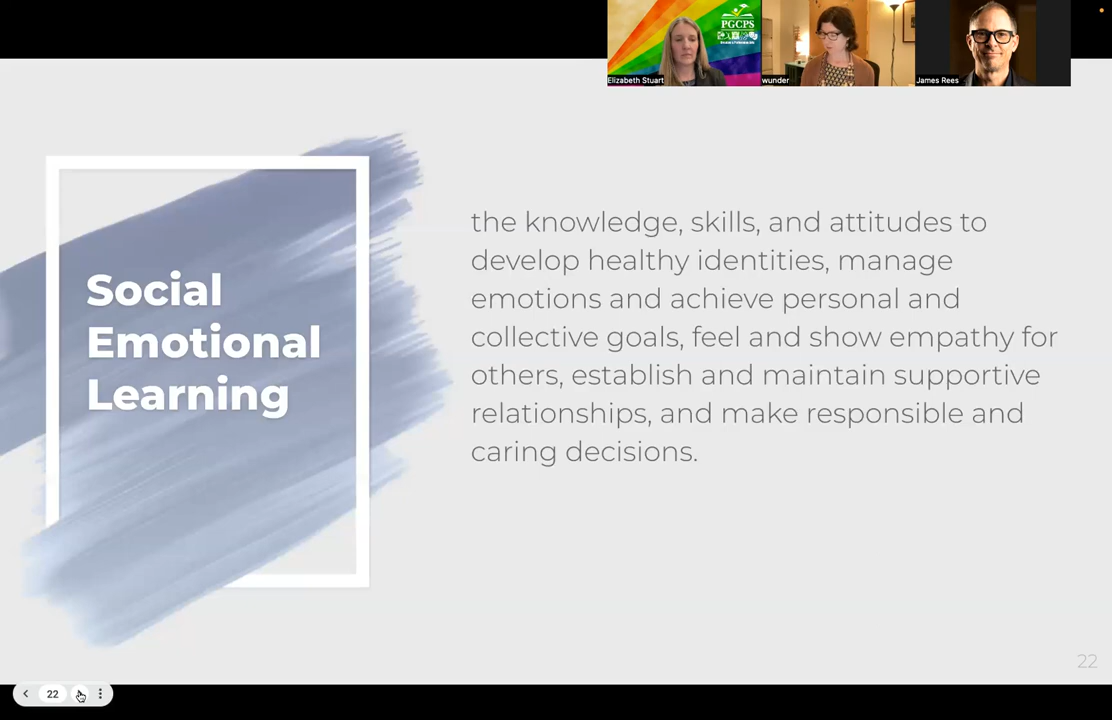 PGCPS
Elizabeth Stuart
wunder
James Rees
Social
Emotional
Learning
the knowledge, skills, and attitudes to
develop healthy identities, manage
emotions and achieve personal and
collective goals, feel and show empathy for
others, establish and maintain supportive
relationships, and make responsible and
caring decisions.
22
22